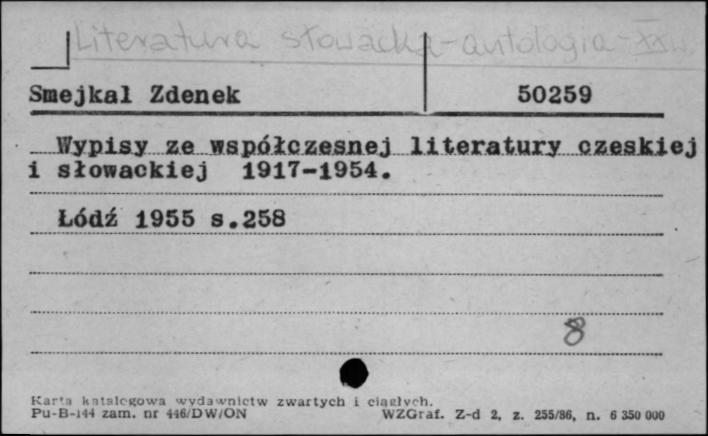 Literatura słowacka - antologia - XX w.
Smejkal Zdenek 50259
Wypisy ze współczesnej literatury czeskiej
i słowackiej 1917-1954.
Łódź 1955 s.258
8
Karta katalogowa wydawnictw zwartych i ciągłych.
Pu-B-144 zam. nr 446/DW/ON WZGraf. Z-d 2, z. 255/86, n. 6 350 000